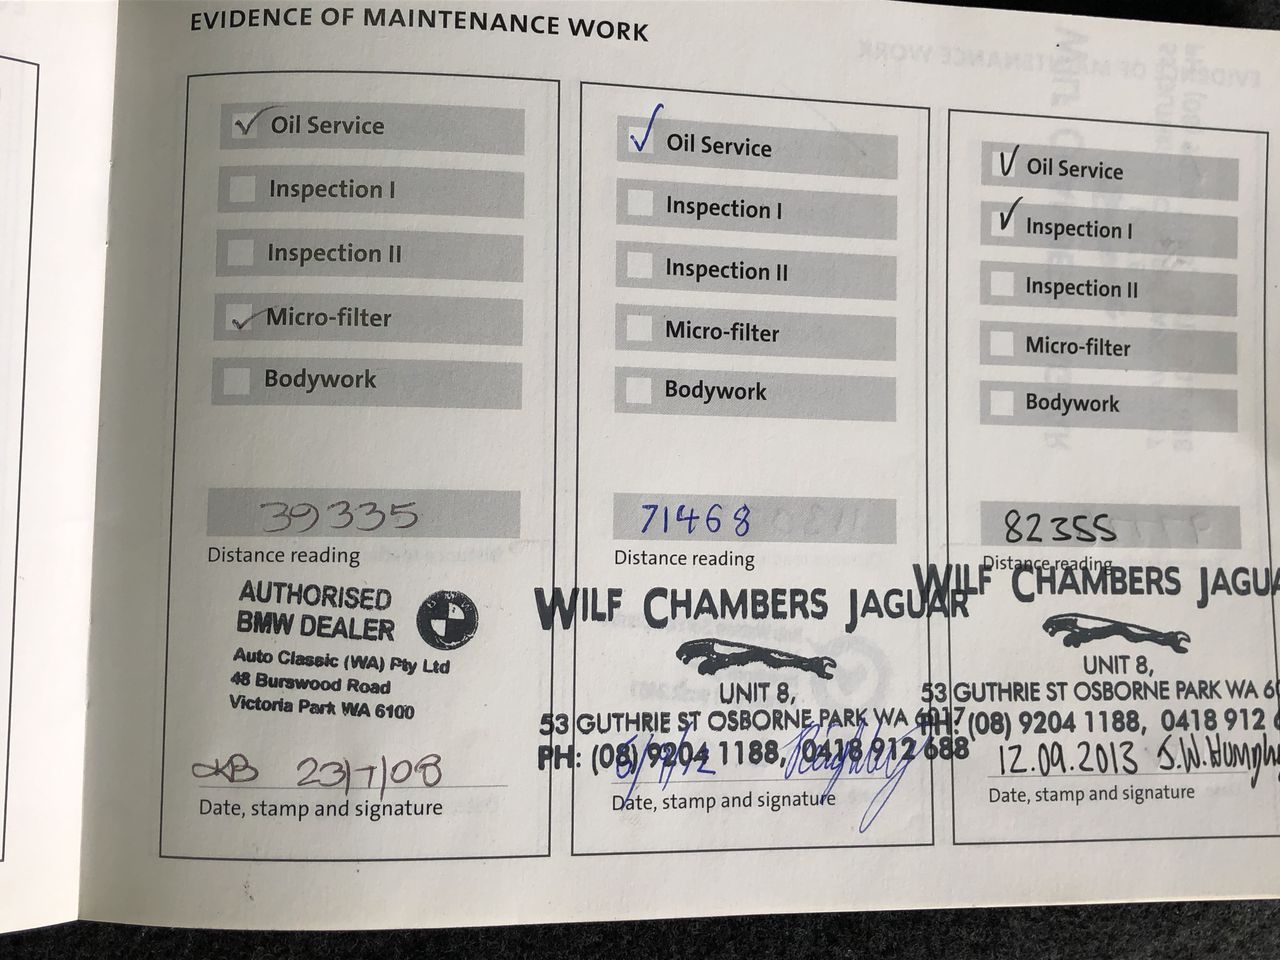 EVIDENCE OF MAINTENANCE WORK
Oil Service
Inspection I
Inspection II
Micro-filter
Bodywork
39335
Distance reading
AUTHORISED
BMW DEALER
Auto Classic (WA) Pty Ltd
48 Burswood Road
Victoria Park WA 6100
23/7/08
Date, stamp and signature
Oil Service
Inspection I
Inspection II
Micro-filter
Bodywork
71468
Distance reading
WILF CHAMBERS JAGUAR
UNIT 8,
53 GUTHRIE ST OSBORNE PARK WA 6017
PH: (08) 9204 1188, 0418 912 688
Date, stamp and signature
Oil Service
Inspection I
Inspection II
Micro-filter
Bodywork
82355
Distance reading
WILF CHAMBERS JAGUA
UNIT 8,
53 GUTHRIE ST OSBORNE PARK WA 60
PH: (08) 9204 1188, 0418 912 6
12.09.2013 S.W.Humph
Date, stamp and signature